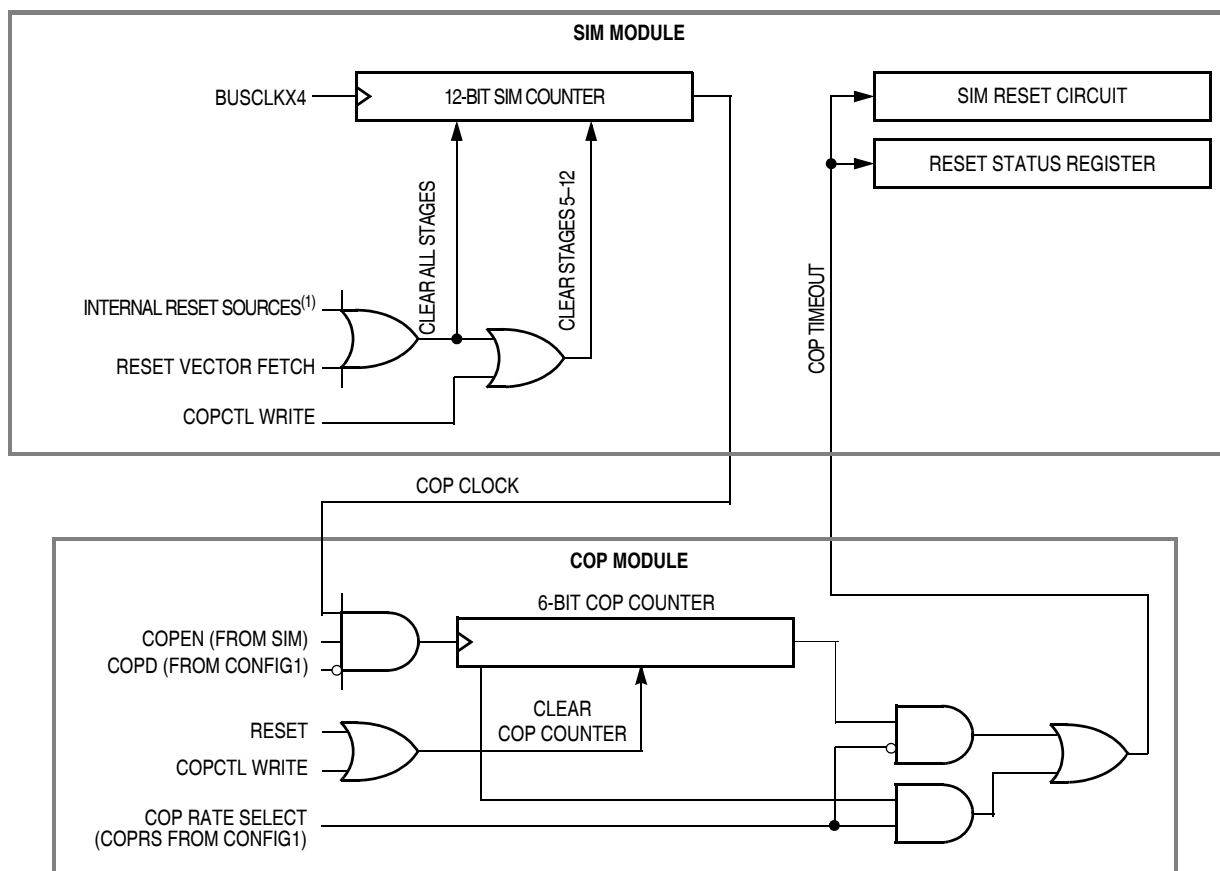 SIM MODULE
BUSCLKX4
12-BIT SIM COUNTER
SIM RESET CIRCUIT
RESET STATUS REGISTER
CLEAR ALL STAGES
CLEAR STAGES 5–12
COP TIMEOUT
INTERNAL RESET SOURCES(1)
RESET VECTOR FETCH
COPCTL WRITE
COP CLOCK
COP MODULE
6-BIT COP COUNTER
COPEN (FROM SIM)
COPD (FROM CONFIG1)
CLEAR
COP COUNTER
RESET
COPCTL WRITE
COP RATE SELECT
(COPRS FROM CONFIG1)